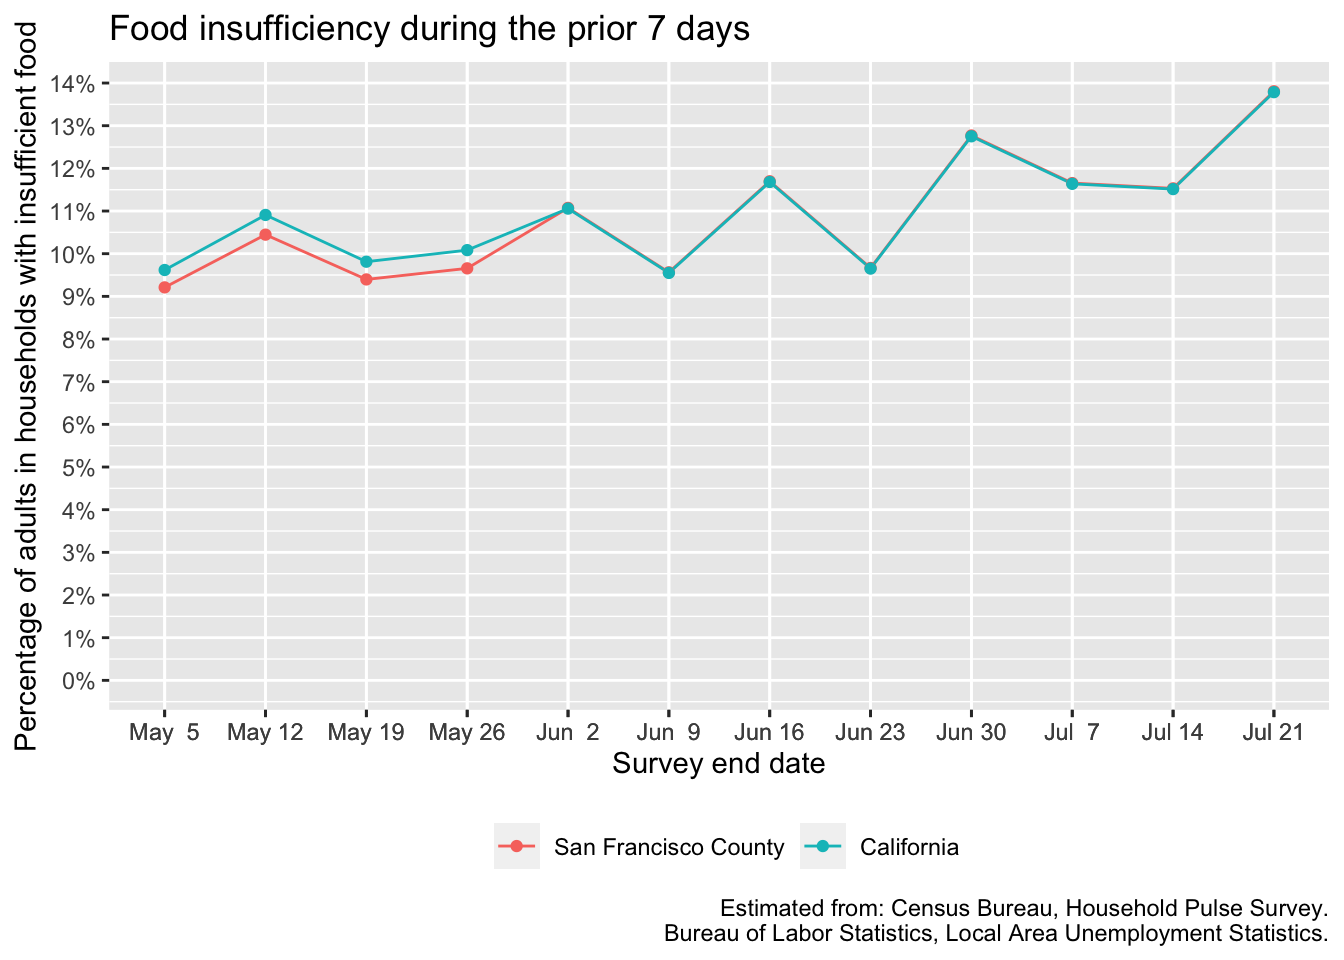 Food insufficiency during the prior 7 days
Percentage of adults in households with insufficient food
14%
13%
12%
11%
10%
9%
8%
7%
6%
5%
4%
3%
2%
1%
0%
May 5 May 12 May 19 May 26 Jun 2 Jun 9 Jun 16 Jun 23 Jun 30 Jul 7 Jul 14 Jul 21
Survey end date
San Francisco County California
Estimated from: Census Bureau, Household Pulse Survey.
Bureau of Labor Statistics, Local Area Unemployment Statistics.